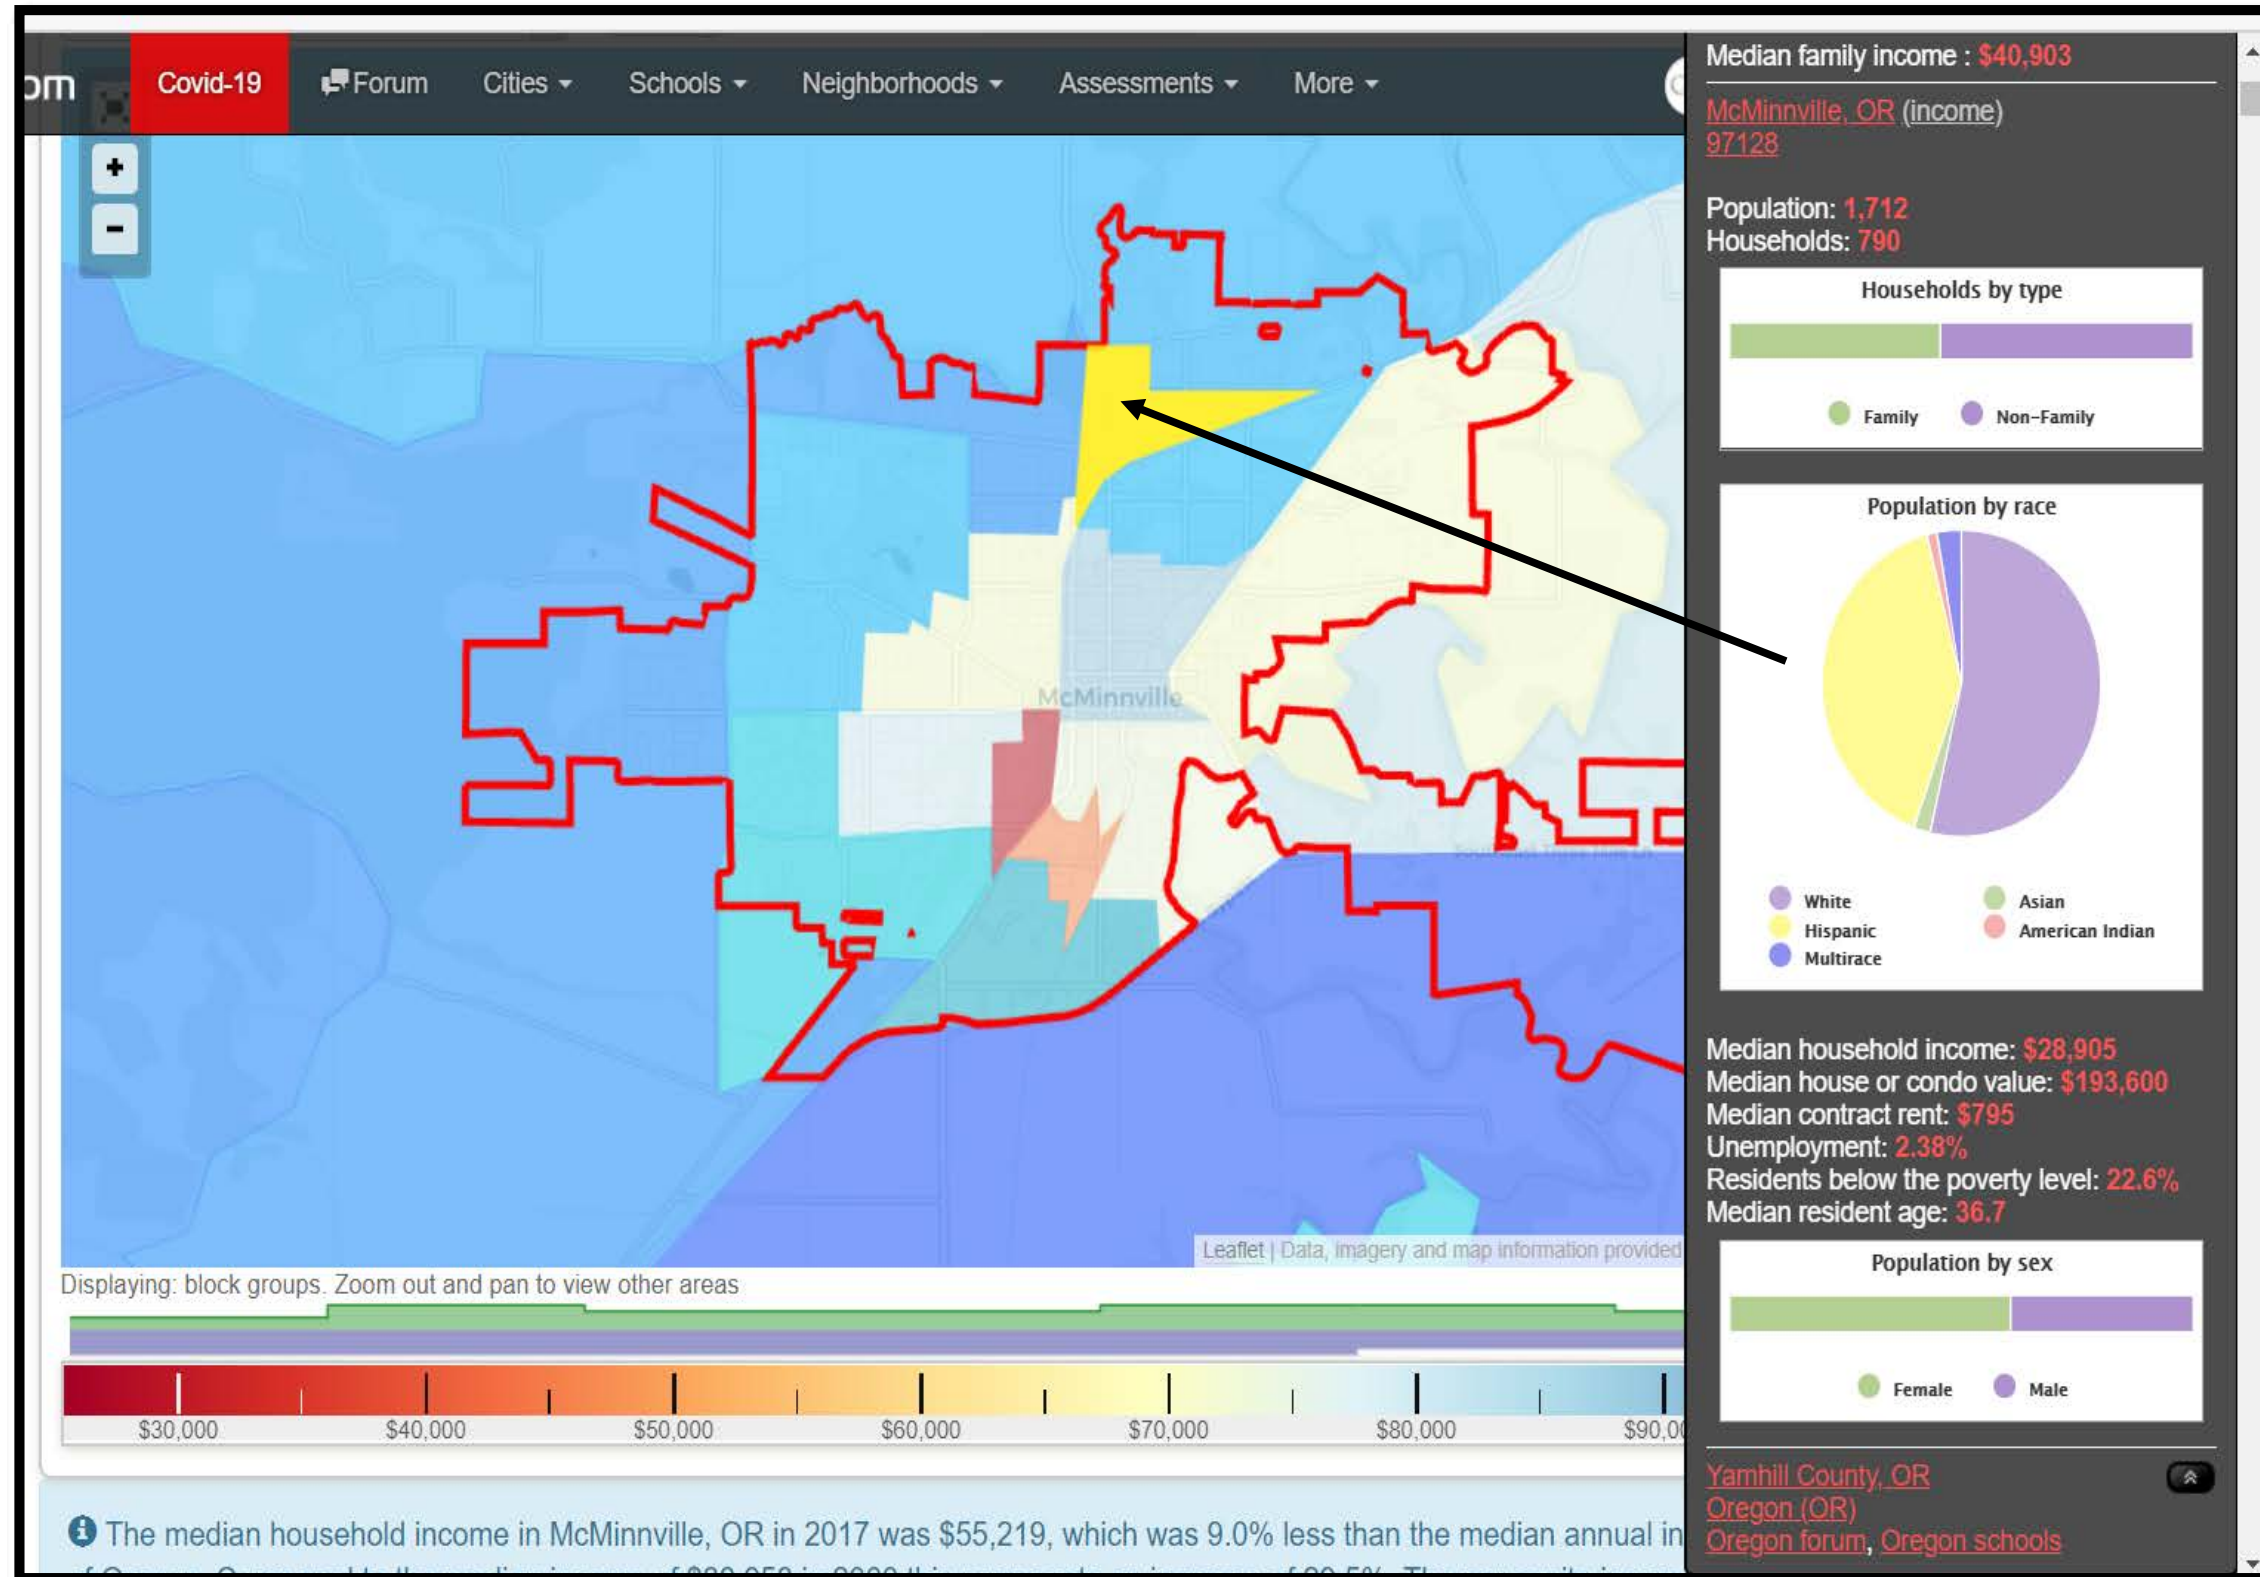 om Covid-19 Forum Cities Schools Neighborhoods Assessments More
+
-
McMinnville
Leaflet | Data, imagery and map information provided
Displaying: block groups. Zoom out and pan to view other areas
$30,000 $40,000 $50,000 $60,000 $70,000 $80,000 $90,00
The median household income in McMinnville, OR in 2017 was $55,219, which was 9.0% less than the median annual in
Median family income : $40,903
McMinnville, OR (income)
97128
Population: 1,712
Households: 790
Households by type
Family Non-Family
Population by race
White Asian
Hispanic American Indian
Multirace
Median household income: $28,905
Median house or condo value: $193,600
Median contract rent: $795
Unemployment: 2.38%
Residents below the poverty level: 22.6%
Median resident age: 36.7
Population by sex
Female Male
Yamhill County, OR
Oregon (OR)
Oregon forum, Oregon schools